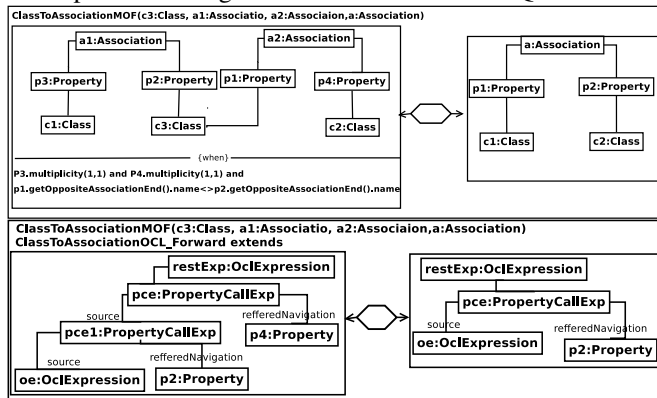 ClassToAssociationMOF(c3:Class, a1:Associatio, a2:Assocaion,a:Association)
a1:Association
a2:Association
p3:Property
p2:Property
p1:Property
p4:Property
c1:Class
c3:Class
c2:Class
{when}
P3.multiplicity(1,1) and P4.multiplicity(1,1) and
p1.getOppositeAssociationEnd().name<>p2.getOppositeAssociationEnd().name
a:Association
p1:Property
p2:Property
c1:Class
c2:Class
ClassToAssociationMOF(c3:Class, a1:Associatio, a2:Assocaion,a:Association)
ClassToAssociationOCL_Forward extends
restExp:OclExpression
pce:PropertyCallExp
source
refferedNavigation
pce1:PropertyCallExp
p4:Property
source
refferedNavigation
oe:OclExpression
p2:Property
restExp:OclExpression
pce:PropertyCallExp
source
refferedNavigation
oe:OclExpression
p2:Property